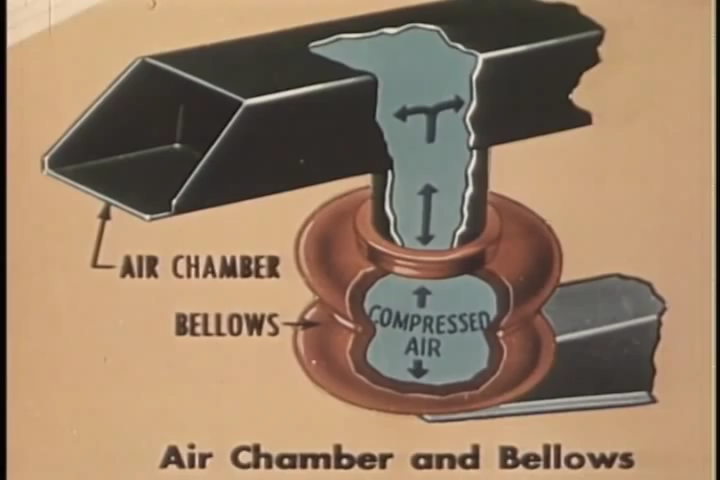 AIR CHAMBER
BELLOWS
COMPRESSED
AIR
Air Chamber and Bellows